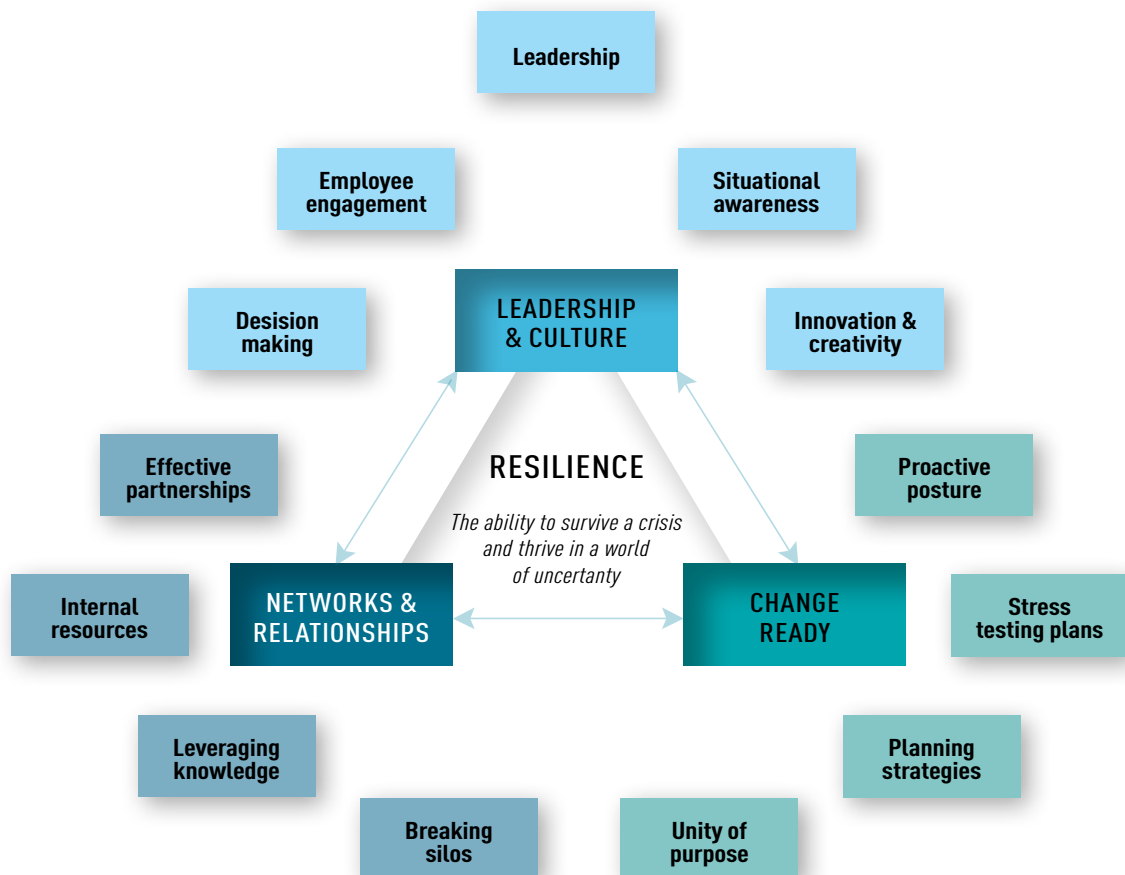 Leadership
Employee
engagement
Situational
awareness
LEADERSHIP
& CULTURE
Desision
making
Innovation &
creativity
Effective
partnerships
RESILIENCE
Proactive
posture
The ability to survive a crisis
and thrive in a world
of uncertanty
Internal
resources
NETWORKS &
RELATIONSHIPS
CHANGE
READY
Stress
testing plans
Leveraging
knowledge
Planning
strategies
Breaking
silos
Unity of
purpose